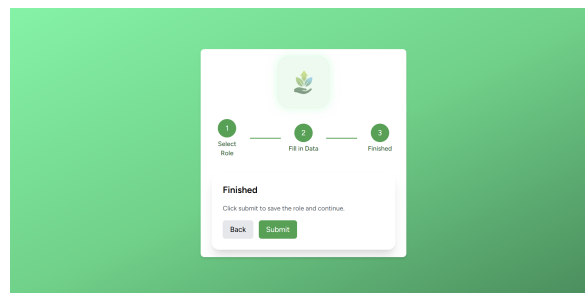 1
2
3
Select
Role
Fill in Data
Finished
Finished
Click submit to save the role and continue.
Back
Submit